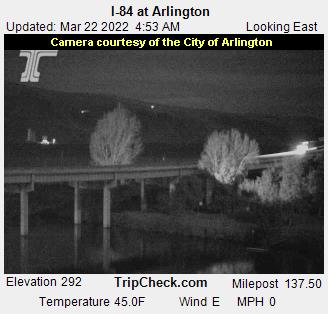 I-84 at Arlington
Updated: Mar 22 2022 4:53 AM Looking East
Camera courtesy of the City of Arlington
Elevation 292 TripCheck.com Milepost 137.50
Temperature 45.0F Wind E MPH 0